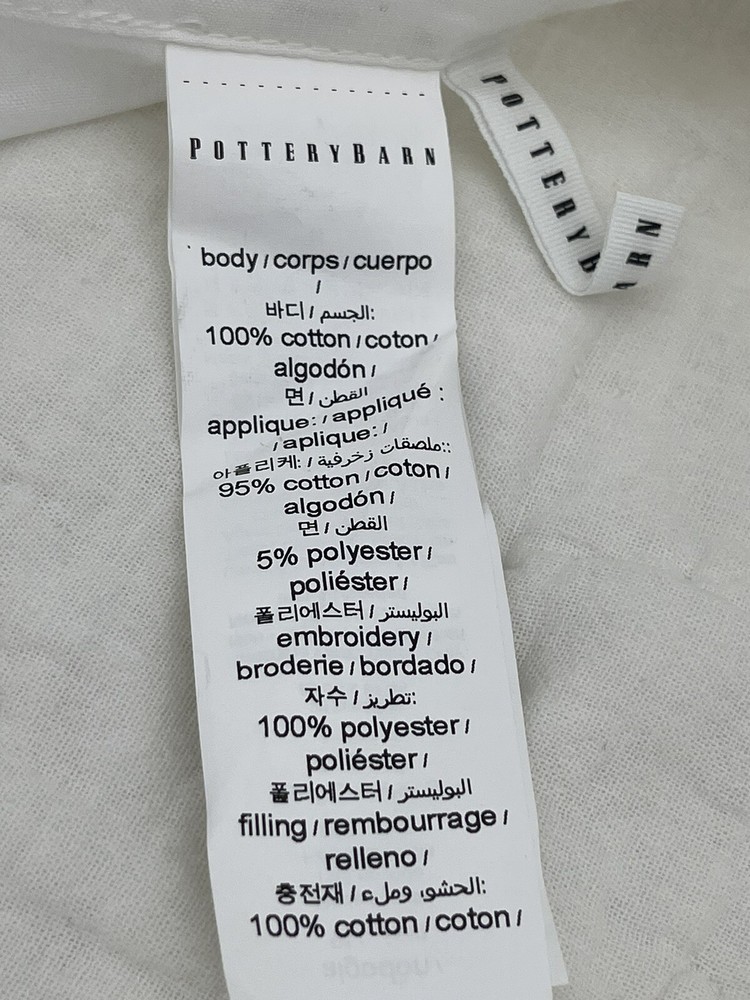 POTTERYBARN
POTTERYBARN
body / corps / cuerpo
/
바디 / الجسم:
100% cotton / coton /
algodón /
면 / القطن
applique: / appliqué :
/ aplique: /
아플리케: / ملصقات زخرفية::
95% cotton / coton /
algodón /
면 / القطن
5% polyester /
poliéster /
폴리에스터 / البوليستر
embroidery /
broderie / bordado /
자수 / تطريز:
100% polyester /
poliéster /
폴리에스터 / البوليستر
filling / rembourrage /
relleno /
충전재 / الحشو، وملء:
100% cotton / coton /